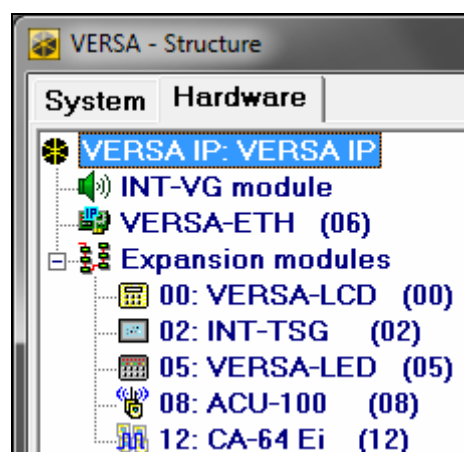 VERSA - Structure
System Hardware
VERSA IP: VERSA IP
INT-VG module
VERSA-ETH (06)
Expansion modules
00: VERSA-LCD (00)
02: INT-TSG (02)
05: VERSA-LED (05)
08: ACU-100 (08)
12: CA-64 Ei (12)